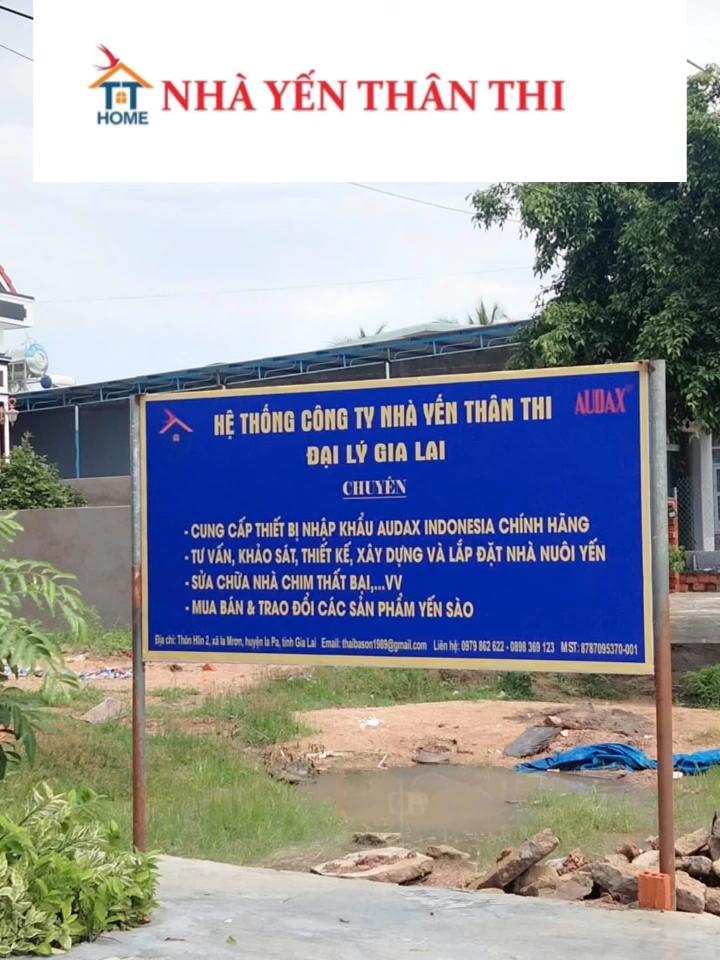 TT
HOME
NHÀ YẾN THÂN THI
HỆ THỐNG CÔNG TY NHÀ YẾN THÂN THI
AUDAX
ĐẠI LÝ GIA LAI
CHUYÊN
- CUNG CẤP THIẾT BỊ NHẬP KHẨU AUDAX INDONESIA CHÍNH HÃNG
- TƯ VẤN, KHẢO SÁT, THIẾT KẾ, XÂY DỰNG VÀ LẮP ĐẶT NHÀ NUÔI YẾN
- SỬA CHỮA NHÀ CHIM THẤT BẠI,...VV
- MUA BÁN & TRAO ĐỔI CÁC SẢN PHẨM YẾN SÀO
Địa chỉ: Thôn Hlin 2, xã Ia Mrơn, huyện Ia Pa, tỉnh Gia Lai Email: thaibason1989@gmail.com Liên hệ: 0979 862 622 - 0898 369 123 MST: 8787095370-001